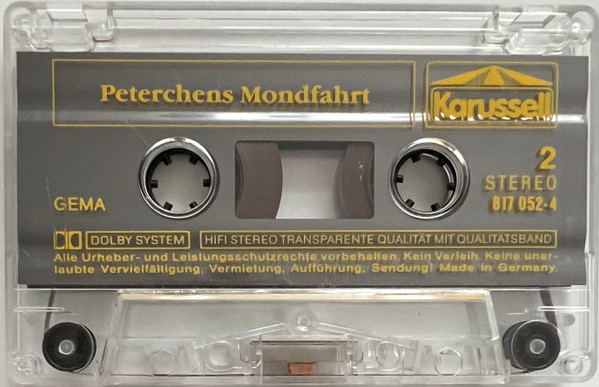 Peterchens Mondfahrt
Karussell
2
STEREO
GEMA
817 052-4
DOLBY SYSTEM
HIFI STEREO TRANSPARENTE QUALITÄT MIT QUALITÄTSBAND
Alle Urheber- und Leistungsschutzrechte vorbehalten. Kein Verleih. Keine uner-
laubte Vervielfältigung, Vermietung, Aufführung, Sendung! Made in Germany.